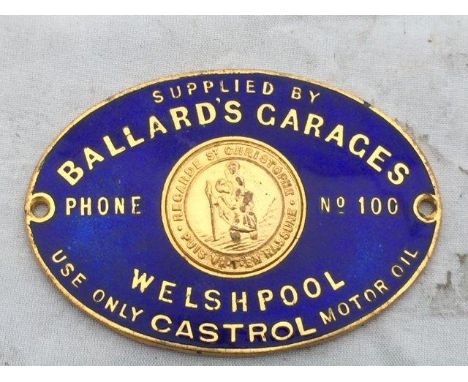 SUPPLIED BY
BALLARD'S GARAGES
PHONE Nº 100
REGARDE ST CHRISTOPHE
PUIS VA-T-EN RASSURE
WELSHPOOL
USE ONLY CASTROL MOTOR OIL